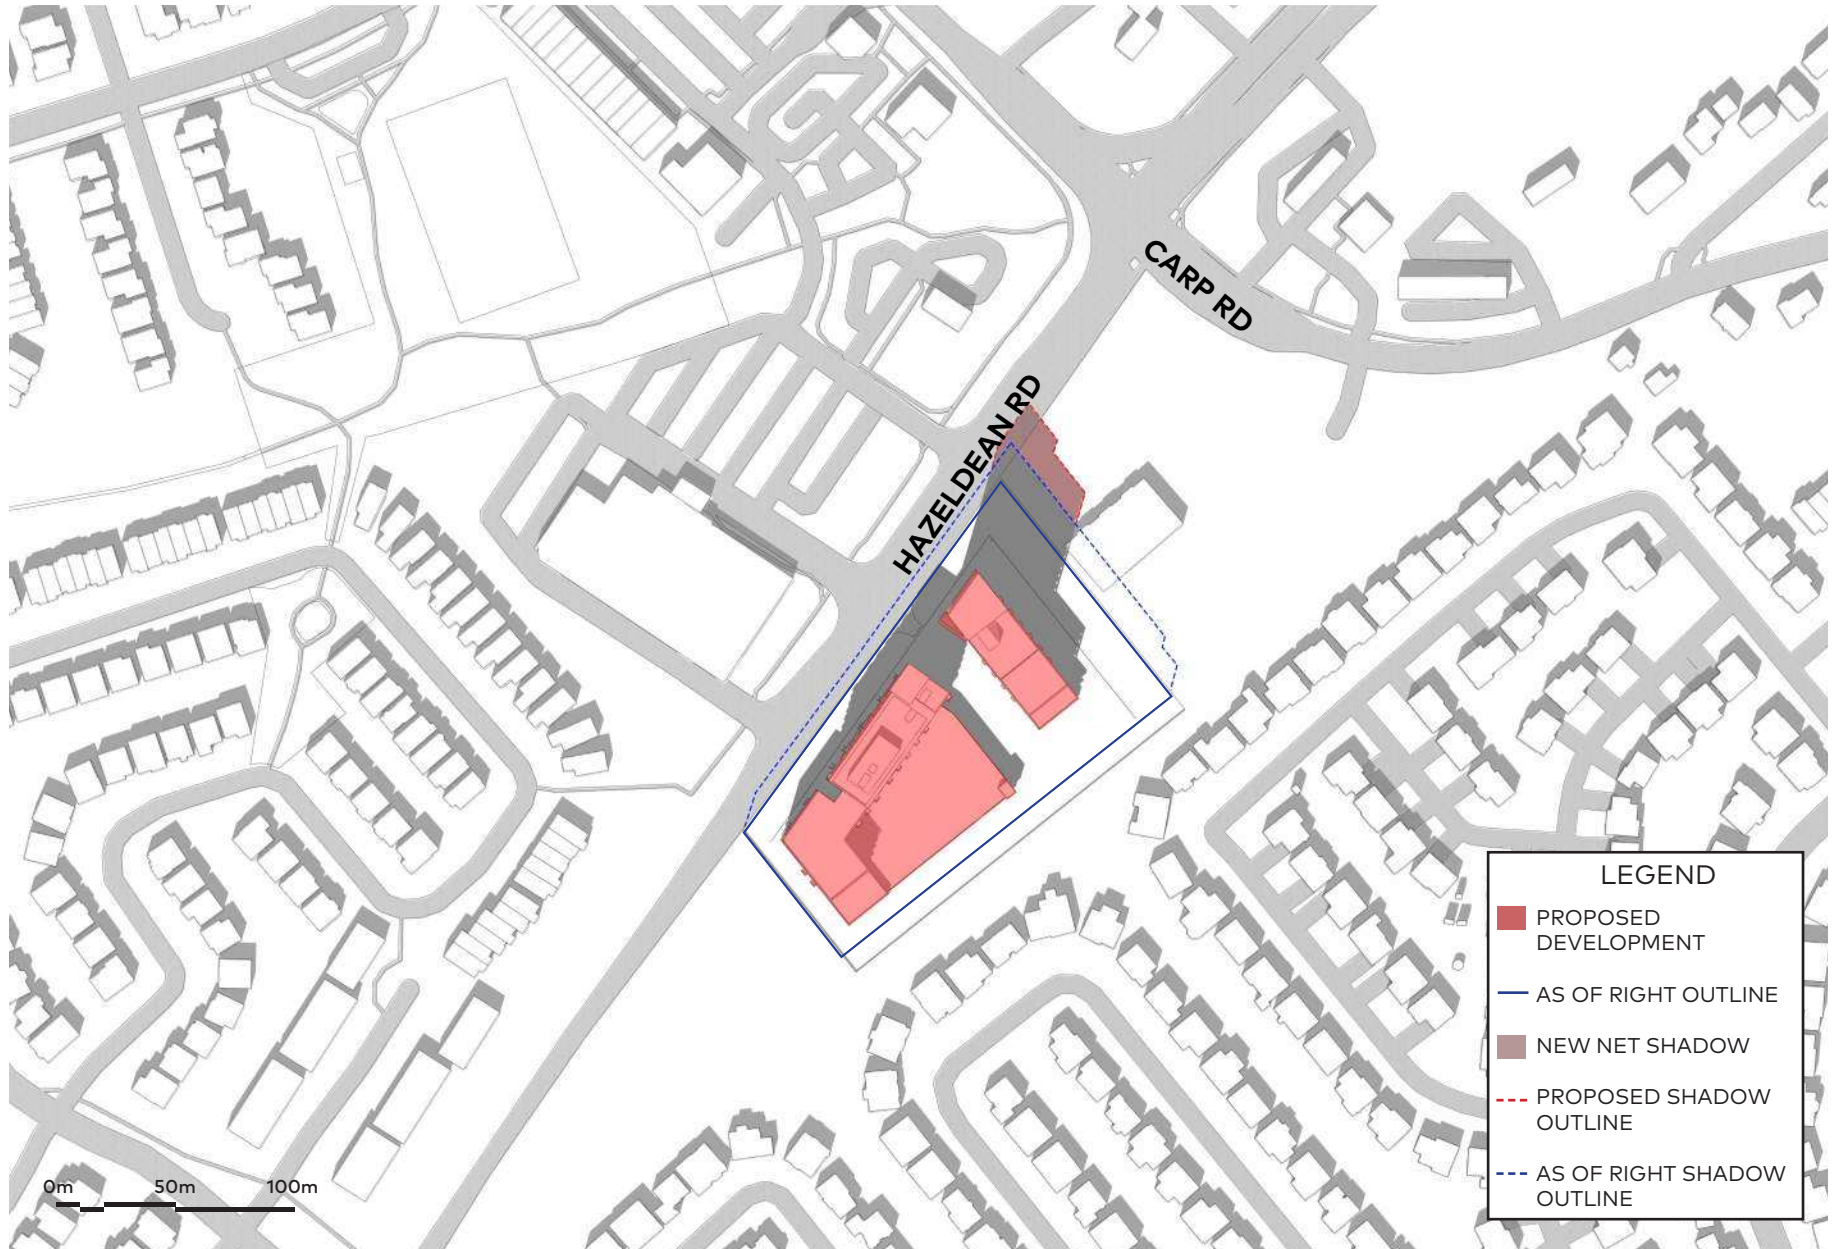 CARP RD
HAZELDEAN RD
LEGEND
PROPOSED
DEVELOPMENT
AS OF RIGHT OUTLINE
NEW NET SHADOW
PROPOSED SHADOW
OUTLINE
AS OF RIGHT SHADOW
OUTLINE
0m 50m 100m